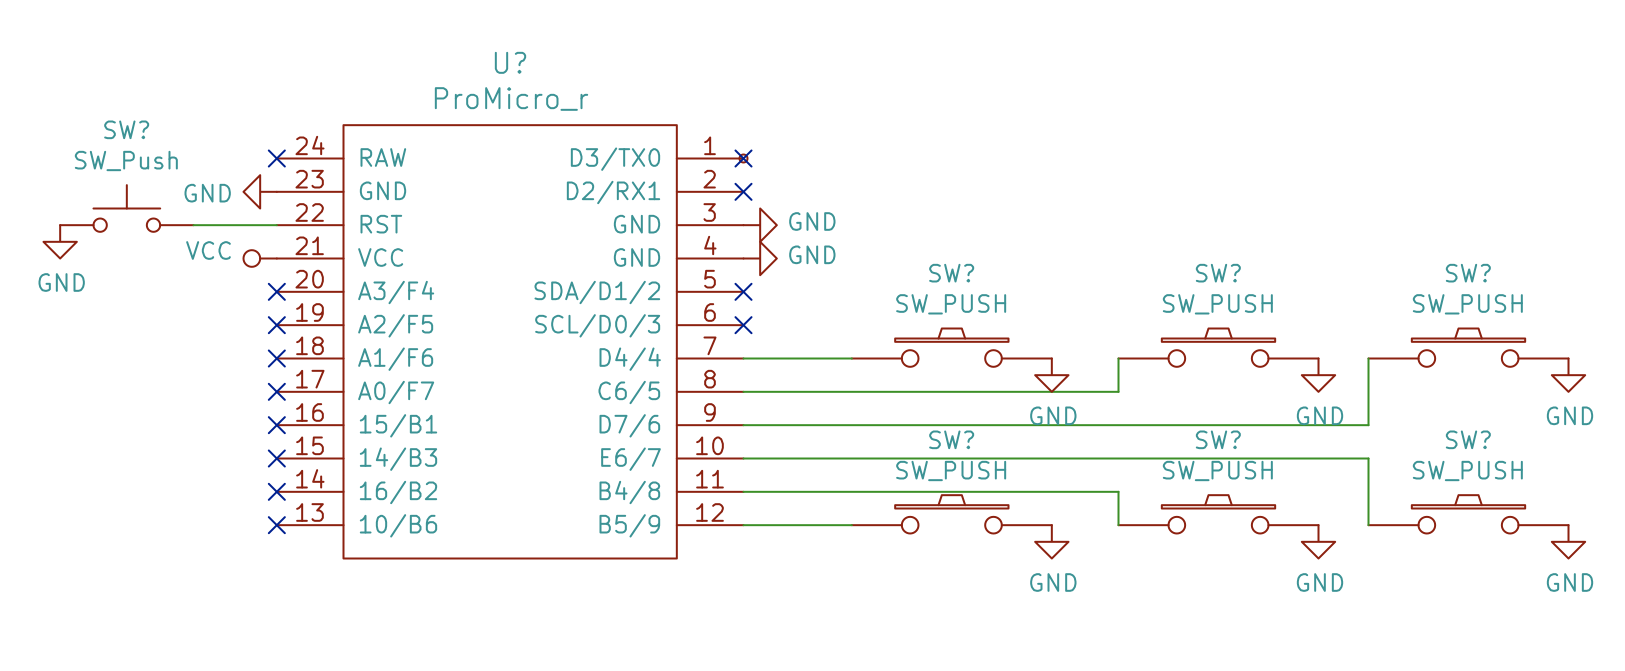 U?
ProMicro_r
SW?
SW_Push
GND
VCC
GND
24 RAW
23 GND
22 RST
21 VCC
20 A3/F4
19 A2/F5
18 A1/F6
17 A0/F7
16 15/B1
15 14/B3
14 16/B2
13 10/B6
D3/TX0 1
D2/RX1 2
GND 3 GND
GND 4 GND
SDA/D1/2 5
SCL/D0/3 6
D4/4 7
C6/5 8
D7/6 9
E6/7 10
B4/8 11
B5/9 12
SW? SW? SW?
SW_PUSH SW_PUSH SW_PUSH
GND GND GND
SW? SW? SW?
SW_PUSH SW_PUSH SW_PUSH
GND GND GND